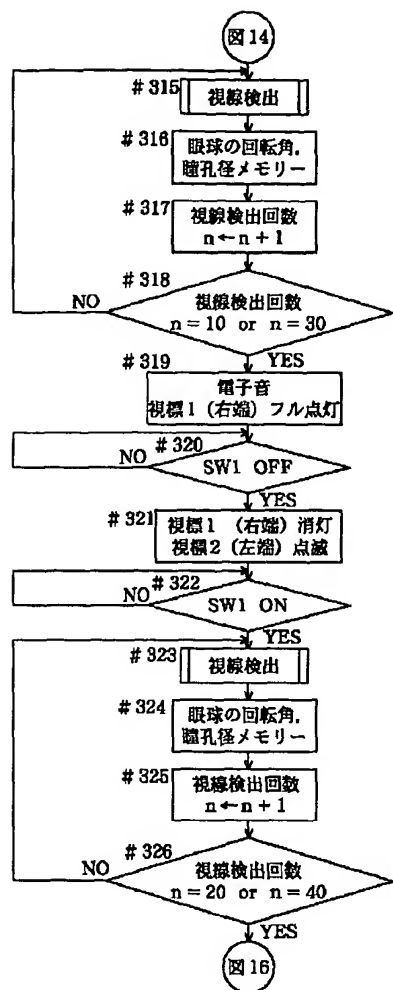 図14
#315
視線検出
#316
眼球の回転角,
瞳孔径メモリー
#317
視線検出回数
n←n+1
#318
視線検出回数
n=10 or n=30
NO
YES
#319
電子音
視標1(右端)フル点灯
#320
NO
SW1 OFF
YES
#321
視標1 (右端)消灯
視標2(左端)点滅
#322
NO
SW1 ON
YES
#323
視線検出
#324
眼球の回転角,
瞳孔径メモリー
#325
視線検出回数
n←n+1
#326
NO
視線検出回数
n=20 or n=40
YES
図16